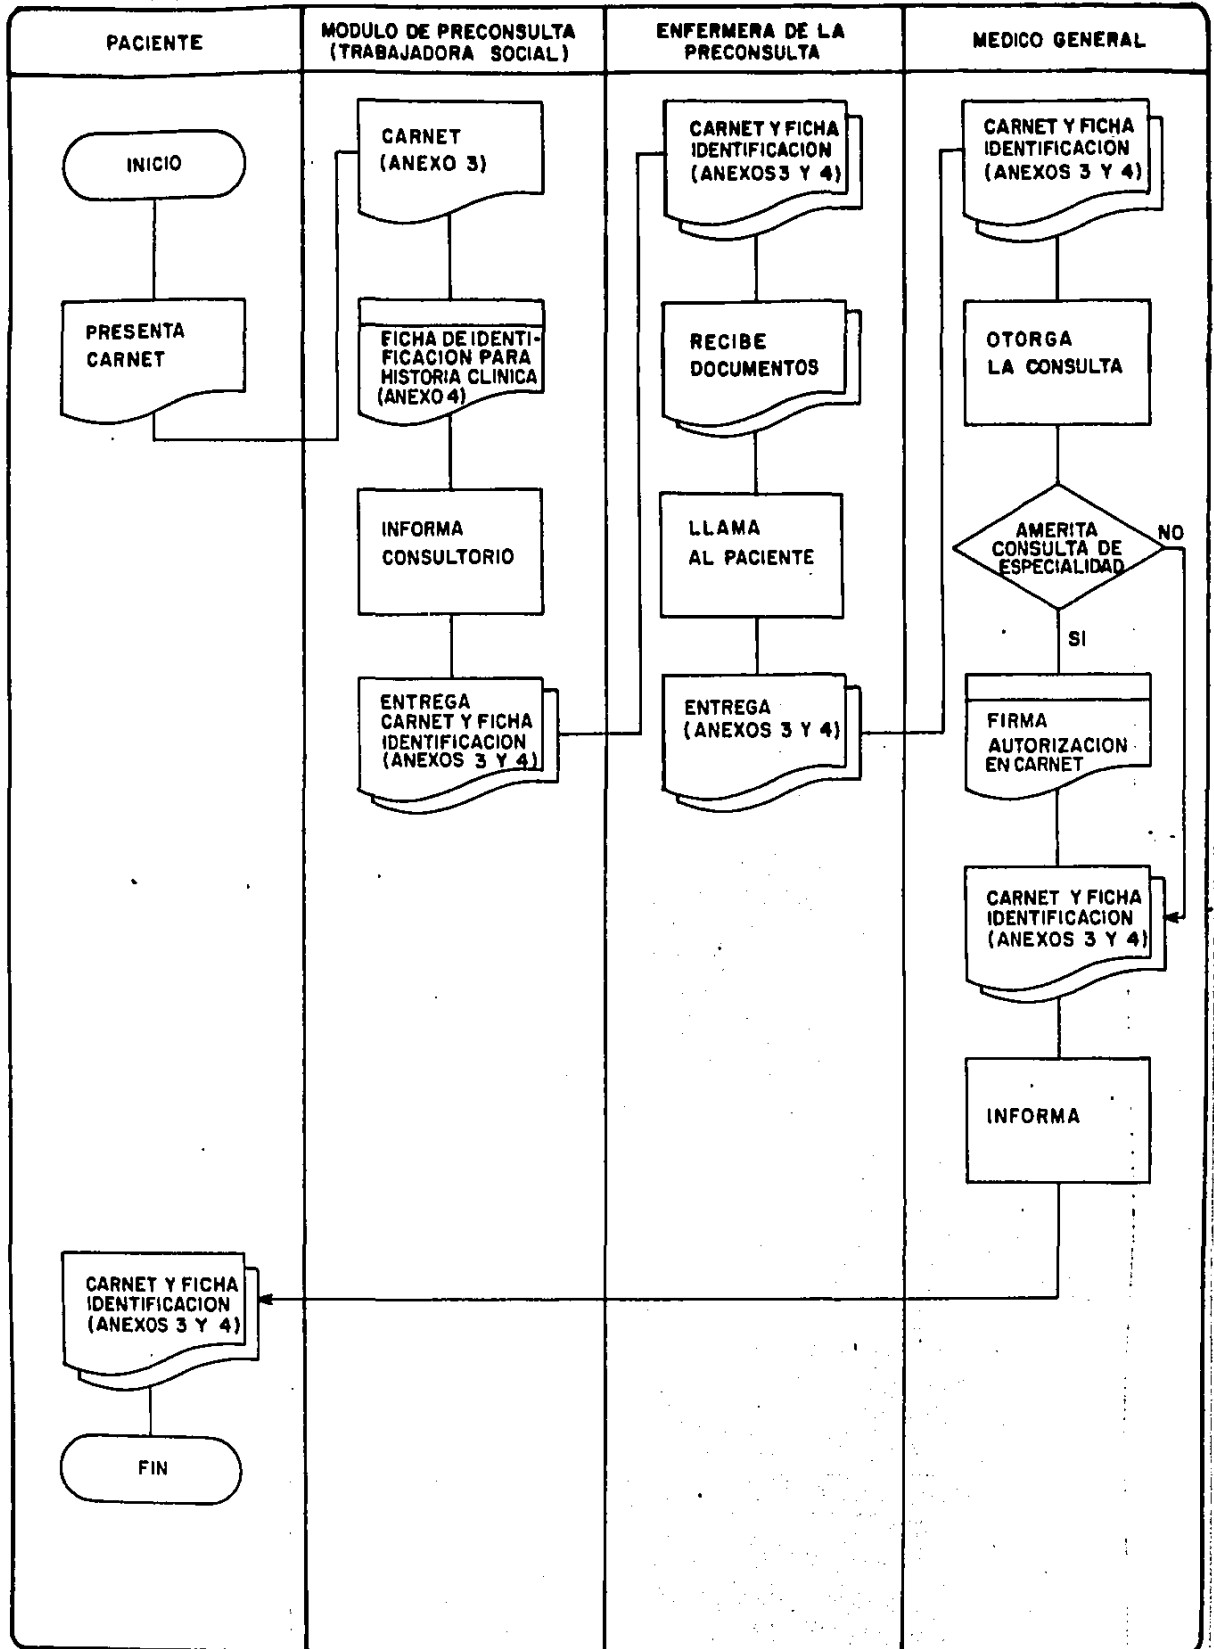 PACIENTE
MODULO DE PRECONSULTA
(TRABAJADORA SOCIAL)
ENFERMERA DE LA
PRECONSULTA
MEDICO GENERAL
INICIO
PRESENTA
CARNET
CARNET
(ANEXO 3)
FICHA DE IDENTI-
FICACION PARA
HISTORIA CLINICA
(ANEXO 4)
INFORMA
CONSULTORIO
ENTREGA
CARNET Y FICHA
IDENTIFICACION
(ANEXOS 3 Y 4)
CARNET Y FICHA
IDENTIFICACION
(ANEXOS 3 Y 4)
RECIBE
DOCUMENTOS
LLAMA
AL PACIENTE
ENTREGA
(ANEXOS 3 Y 4)
CARNET Y FICHA
IDENTIFICACION
(ANEXOS 3 Y 4)
OTORGA
LA CONSULTA
AMERITA
CONSULTA DE
ESPECIALIDAD
NO
SI
FIRMA
AUTORIZACION
EN CARNET
CARNET Y FICHA
IDENTIFICACION
(ANEXOS 3 Y 4)
INFORMA
CARNET Y FICHA
IDENTIFICACION
(ANEXOS 3 Y 4)
FIN